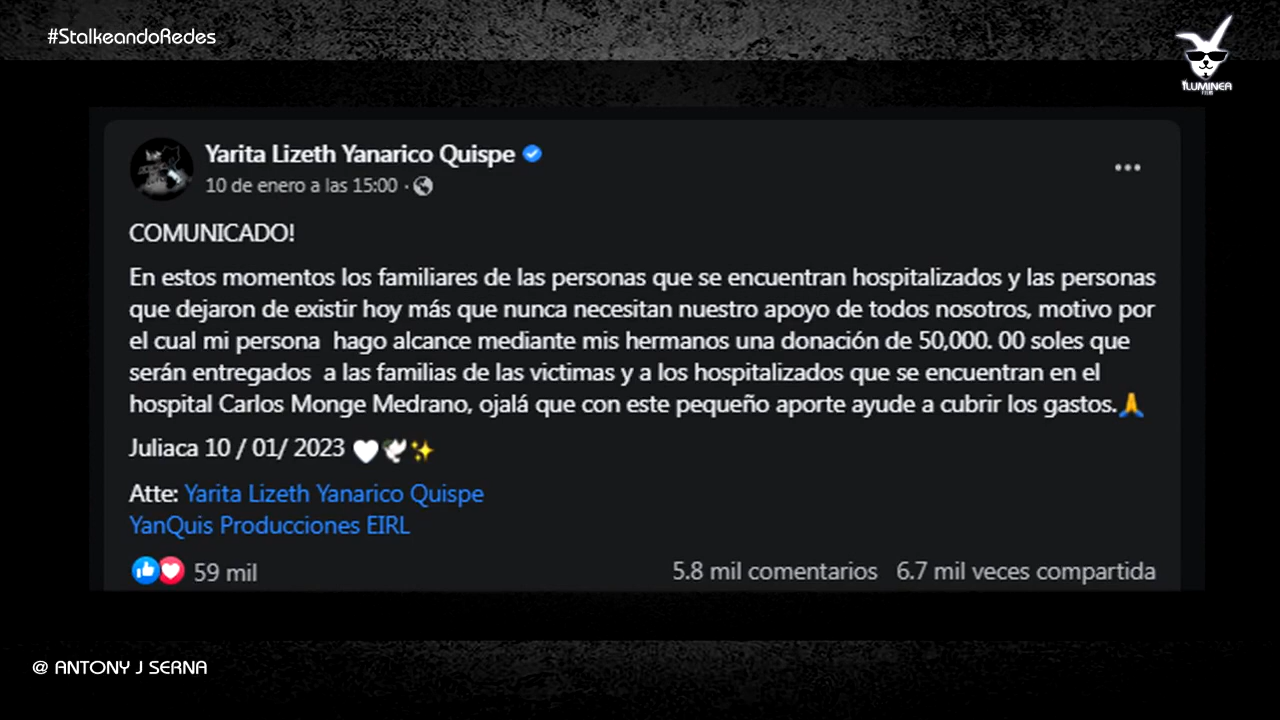 #StalkeandoRedes
YLUMINEA
Yarita Lizeth Yanarico Quispe
10 de enero a las 15:00 ·
COMUNICADO!
En estos momentos los familiares de las personas que se encuentran hospitalizados y las personas
que dejaron de existir hoy más que nunca necesitan nuestro apoyo de todos nosotros, motivo por
el cual mi persona  hago alcance mediante mis hermanos una donación de 50,000. 00 soles que
serán entregados  a las familias de las victimas y a los hospitalizados que se encuentran en el
hospital Carlos Monge Medrano, ojalá que con este pequeño aporte ayude a cubrir los gastos.🙏
Juliaca 10 / 01/ 2023 🤍🕊✨
Atte: Yarita Lizeth Yanarico Quispe
YanQuis Producciones EIRL
59 mil 5.8 mil comentarios 6.7 mil veces compartida
@ ANTONY J SERNA